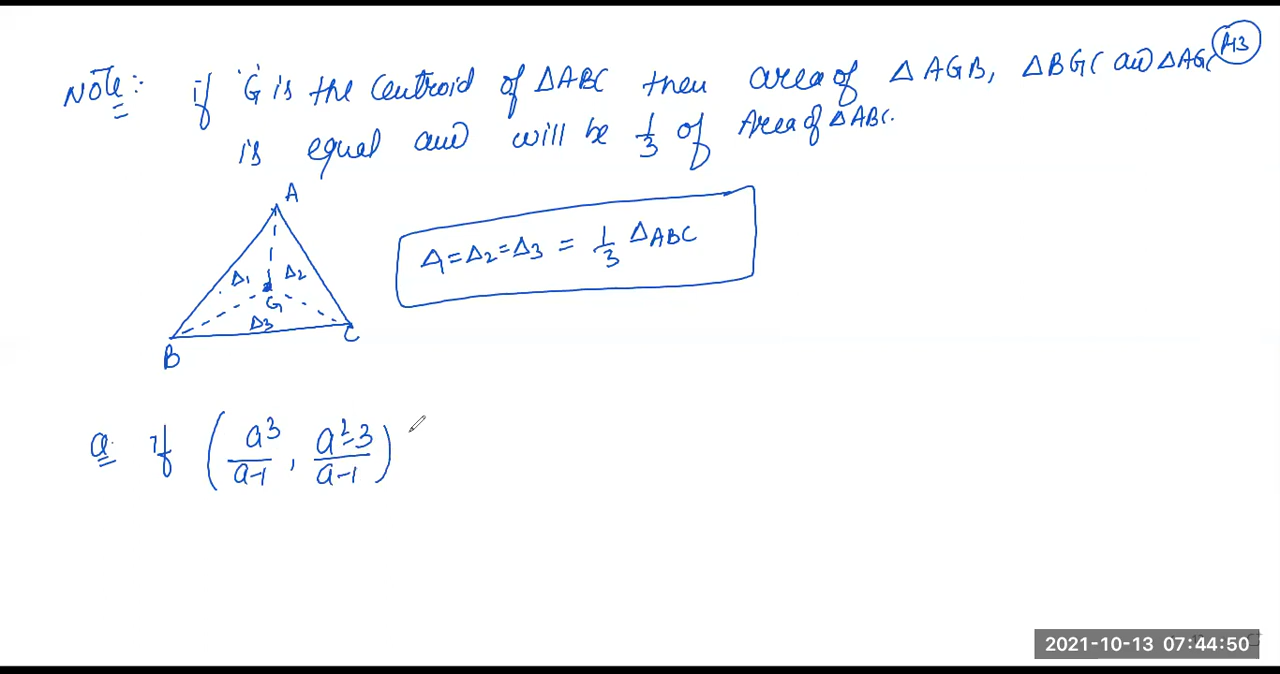 Note:- if 'G' is the Centroid of ΔABC then area of ΔAGB, ΔBGC and ΔAGC
is equal and will be 1/3 of Area of ΔABC.
A
Δ1 = Δ2 = Δ3 = 1/3 ΔABC
Δ1 Δ2
G
Δ3
B C
Q. If (a³/a-1, a²-3/a-1)
2021-10-13 07:44:50